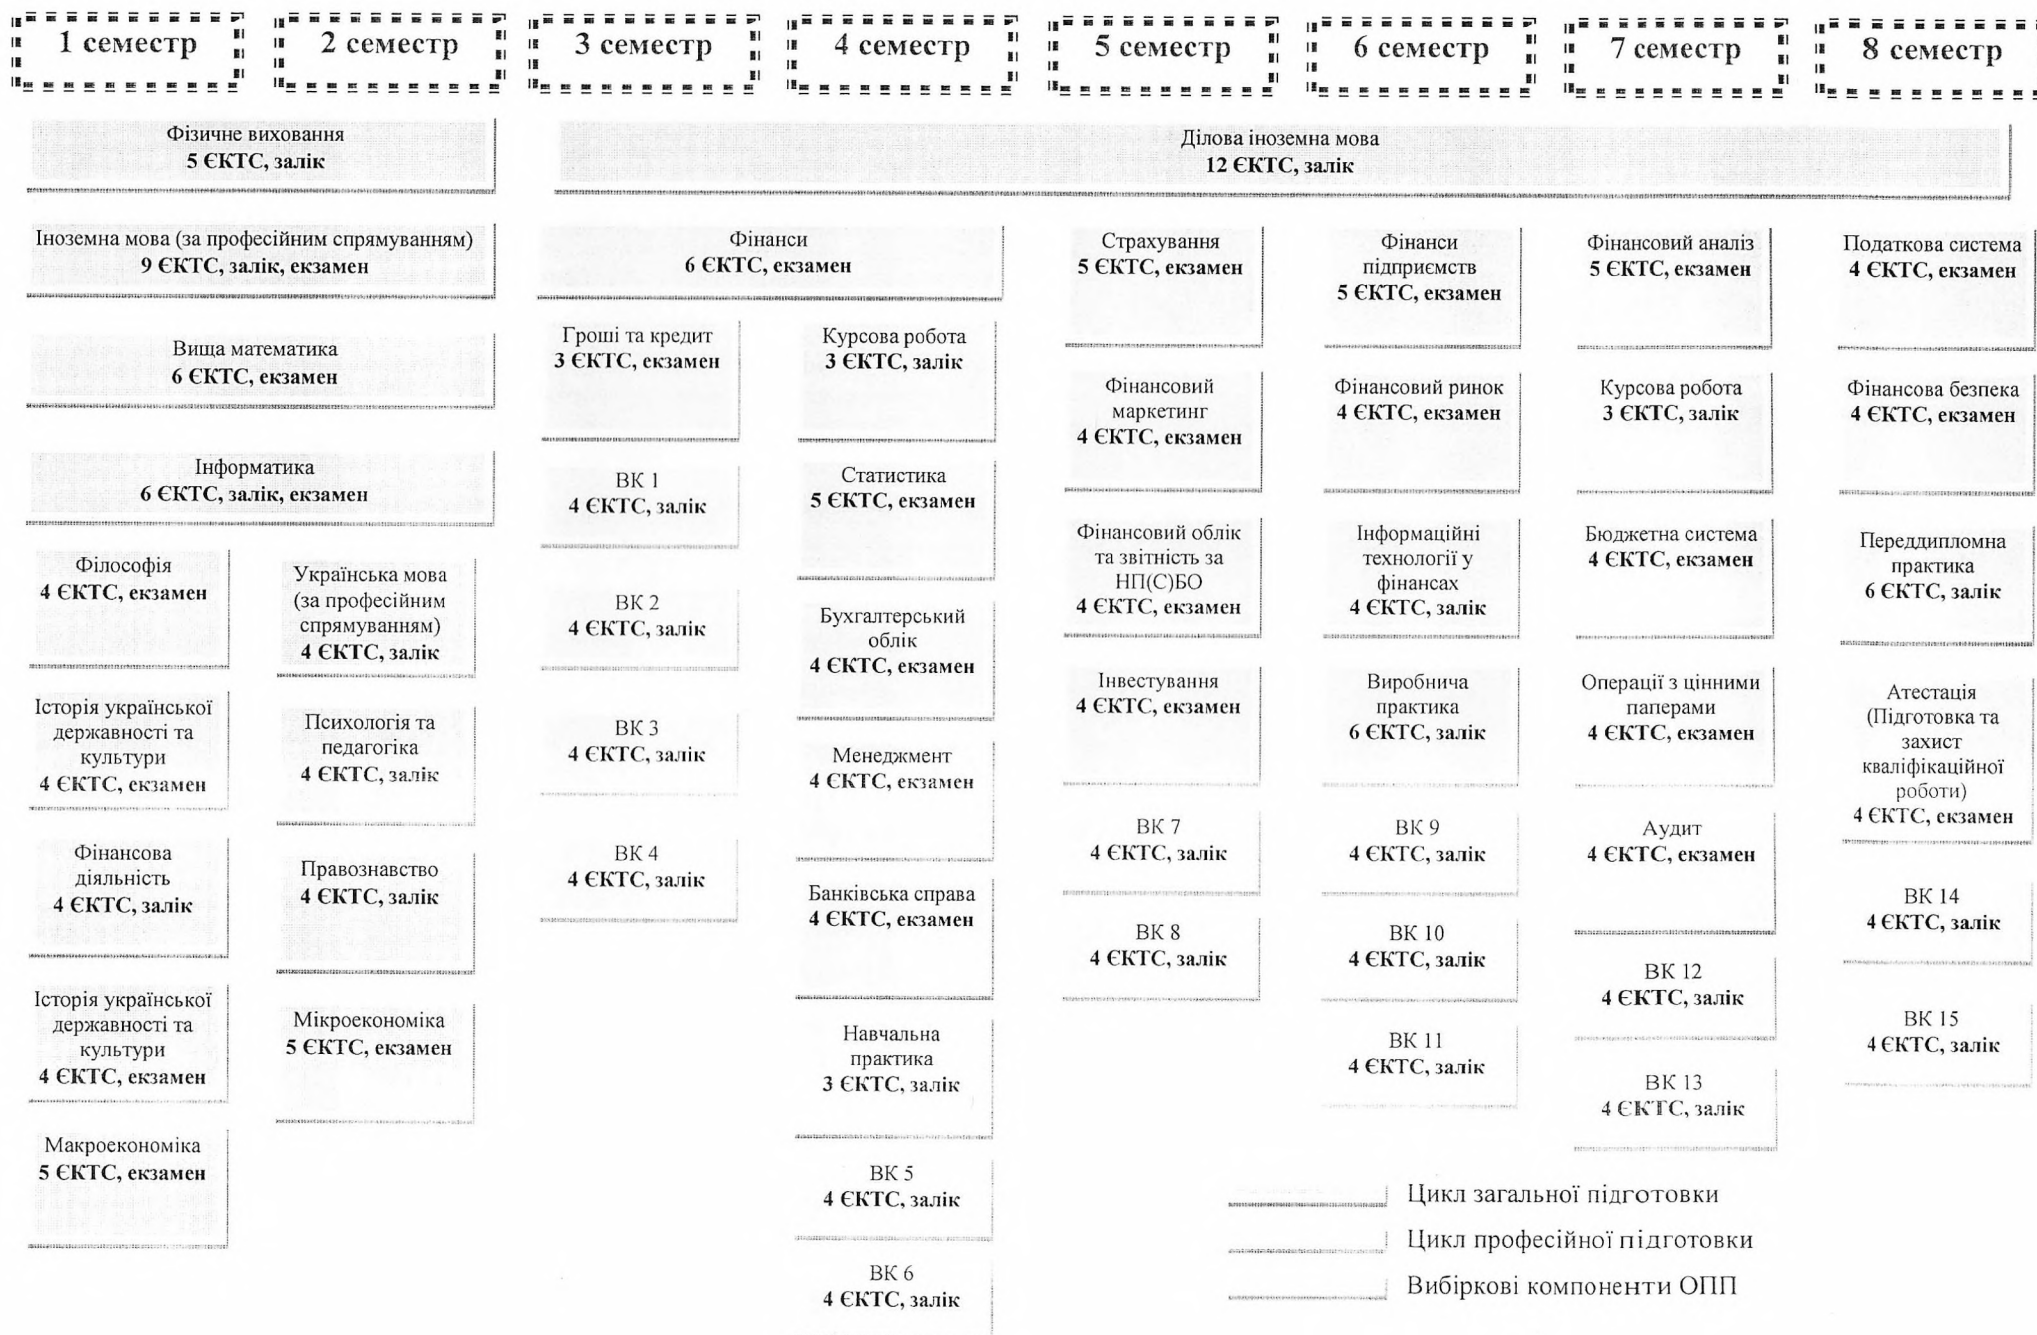 1 семестр
2 семестр
3 семестр
4 семестр
5 семестр
6 семестр
7 семестр
8 семестр
Фізичне виховання
5 ЄКТС, залік
Ділова іноземна мова
12 ЄКТС, залік
Іноземна мова (за професійним спрямуванням)
9 ЄКТС, залік, екзамен
Вища математика
6 ЄКТС, екзамен
Інформатика
6 ЄКТС, залік, екзамен
Філософія
4 ЄКТС, екзамен
Історія української
державності та
культури
4 ЄКТС, екзамен
Фінансова
діяльність
4 ЄКТС, залік
Історія української
державності та
культури
4 ЄКТС, екзамен
Макроекономіка
5 ЄКТС, екзамен
Українська мова
(за професійним
спрямуванням)
4 ЄКТС, залік
Психологія та
педагогіка
4 ЄКТС, залік
Правознавство
4 ЄКТС, залік
Мікроекономіка
5 ЄКТС, екзамен
Фінанси
6 ЄКТС, екзамен
Гроші та кредит
3 ЄКТС, екзамен
ВК 1
4 ЄКТС, залік
ВК 2
4 ЄКТС, залік
ВК 3
4 ЄКТС, залік
ВК 4
4 ЄКТС, залік
Курсова робота
3 ЄКТС, залік
Статистика
5 ЄКТС, екзамен
Бухгалтерський
облік
4 ЄКТС, екзамен
Менеджмент
4 ЄКТС, екзамен
Банківська справа
4 ЄКТС, екзамен
Навчальна
практика
3 ЄКТС, залік
ВК 5
4 ЄКТС, залік
ВК 6
4 ЄКТС, залік
Страхування
5 ЄКТС, екзамен
Фінансовий
маркетинг
4 ЄКТС, екзамен
Фінансовий облік
та звітність за
НП(С)БО
4 ЄКТС, екзамен
Інвестування
4 ЄКТС, екзамен
ВК 7
4 ЄКТС, залік
ВК 8
4 ЄКТС, залік
Фінанси
підприємств
5 ЄКТС, екзамен
Фінансовий ринок
4 ЄКТС, екзамен
Інформаційні
технології у
фінансах
4 ЄКТС, залік
Виробнича
практика
6 ЄКТС, залік
ВК 9
4 ЄКТС, залік
ВК 10
4 ЄКТС, залік
ВК 11
4 ЄКТС, залік
Фінансовий аналіз
5 ЄКТС, екзамен
Курсова робота
3 ЄКТС, залік
Бюджетна система
4 ЄКТС, екзамен
Операції з цінними
паперами
4 ЄКТС, екзамен
Аудит
4 ЄКТС, екзамен
ВК 12
4 ЄКТС, залік
ВК 13
4 ЄКТС, залік
Податкова система
4 ЄКТС, екзамен
Фінансова безпека
4 ЄКТС, екзамен
Переддипломна
практика
6 ЄКТС, залік
Атестація
(Підготовка та
захист
кваліфікаційної
роботи)
4 ЄКТС, екзамен
ВК 14
4 ЄКТС, залік
ВК 15
4 ЄКТС, залік
Цикл загальної підготовки
Цикл професійної підготовки
Вибіркові компоненти ОПП